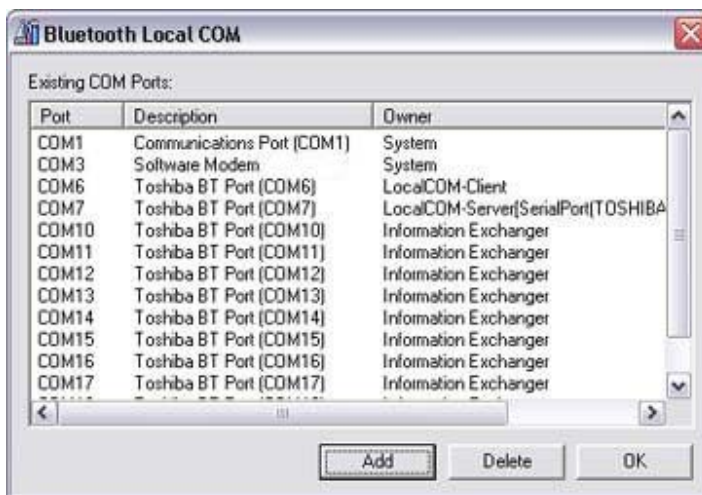 Bluetooth Local COM
Existing COM Ports:
Port Description Owner
COM1 Communications Port (COM1) System
COM3 Software Modem System
COM6 Toshiba BT Port (COM6) LocalCOM-Client
COM7 Toshiba BT Port (COM7) LocalCOM-Server(SerialPort(TOSHIBA
COM10 Toshiba BT Port (COM10) Information Exchanger
COM11 Toshiba BT Port (COM11) Information Exchanger
COM12 Toshiba BT Port (COM12) Information Exchanger
COM13 Toshiba BT Port (COM13) Information Exchanger
COM14 Toshiba BT Port (COM14) Information Exchanger
COM15 Toshiba BT Port (COM15) Information Exchanger
COM16 Toshiba BT Port (COM16) Information Exchanger
COM17 Toshiba BT Port (COM17) Information Exchanger
Add Delete OK